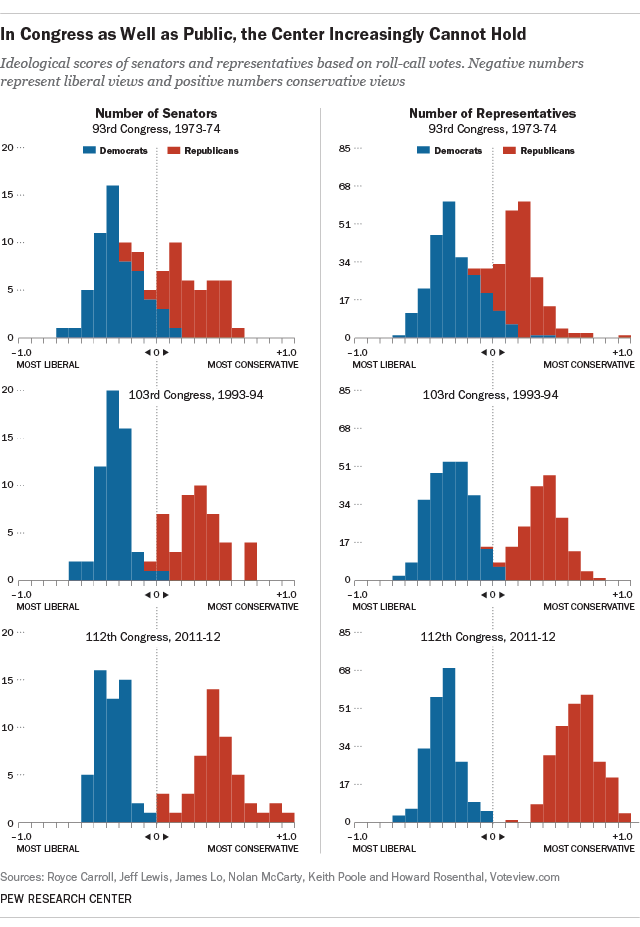 In Congress as Well as Public, the Center Increasingly Cannot Hold
Ideological scores of senators and representatives based on roll-call votes. Negative numbers
represent liberal views and positive numbers conservative views
Number of Senators
93rd Congress, 1973-74
Democrats Republicans
20
15
10
5
0
–1.0 ◄ 0 ► +1.0
MOST LIBERAL MOST CONSERVATIVE
103rd Congress, 1993-94
20
15
10
5
0
–1.0 ◄ 0 ► +1.0
MOST LIBERAL MOST CONSERVATIVE
112th Congress, 2011-12
20
15
10
5
0
–1.0 ◄ 0 ► +1.0
MOST LIBERAL MOST CONSERVATIVE
Number of Representatives
93rd Congress, 1973-74
Democrats Republicans
85
68
51
34
17
0
–1.0 ◄ 0 ► +1.0
MOST LIBERAL MOST CONSERVATIVE
103rd Congress, 1993-94
85
68
51
34
17
0
–1.0 ◄ 0 ► +1.0
MOST LIBERAL MOST CONSERVATIVE
112th Congress, 2011-12
85
68
51
34
17
0
–1.0 ◄ 0 ► +1.0
MOST LIBERAL MOST CONSERVATIVE
Sources: Royce Carroll, Jeff Lewis, James Lo, Nolan McCarty, Keith Poole and Howard Rosenthal, Voteview.com
PEW RESEARCH CENTER